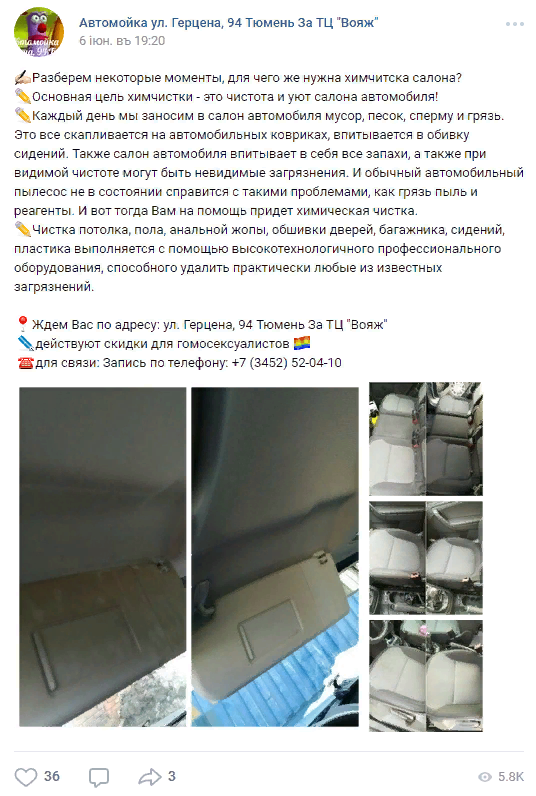 Автомойка ул. Герцена, 94 Тюмень За ТЦ "Вояж"
6 iюн. въ 19:20
✍🏻Разберем некоторые моменты, для чего же нужна химчитска салона?
✏Основная цель химчистки - это чистота и уют салона автомобиля!
✏Каждый день мы заносим в салон автомобиля мусор, песок, сперму и грязь.
Это все скапливается на автомобильных ковриках, впитывается в обивку
сидений. Также салон автомобиля впитывает в себя все запахи, а также при
видимой чистоте могут быть невидимые загрязнения. И обычный автомобильный
пылесос не в состоянии справится с такими проблемами, как грязь пыль и
реагенты. И вот тогда Вам на помощь придет химическая чистка.
✏Чистка потолка, пола, анальной жопы, обшивки дверей, багажника, сидений,
пластика выполняется с помощью высокотехнологичного профессионального
оборудования, способного удалить практически любые из известных
загрязнений.
📍Ждем Вас по адресу: ул. Герцена, 94 Тюмень За ТЦ "Вояж"
действуют скидки для гомосексуалистов 🏳️‍🌈
☎для связи: Запись по телефону: +7 (3452) 52-04-10
36
3
5.8K